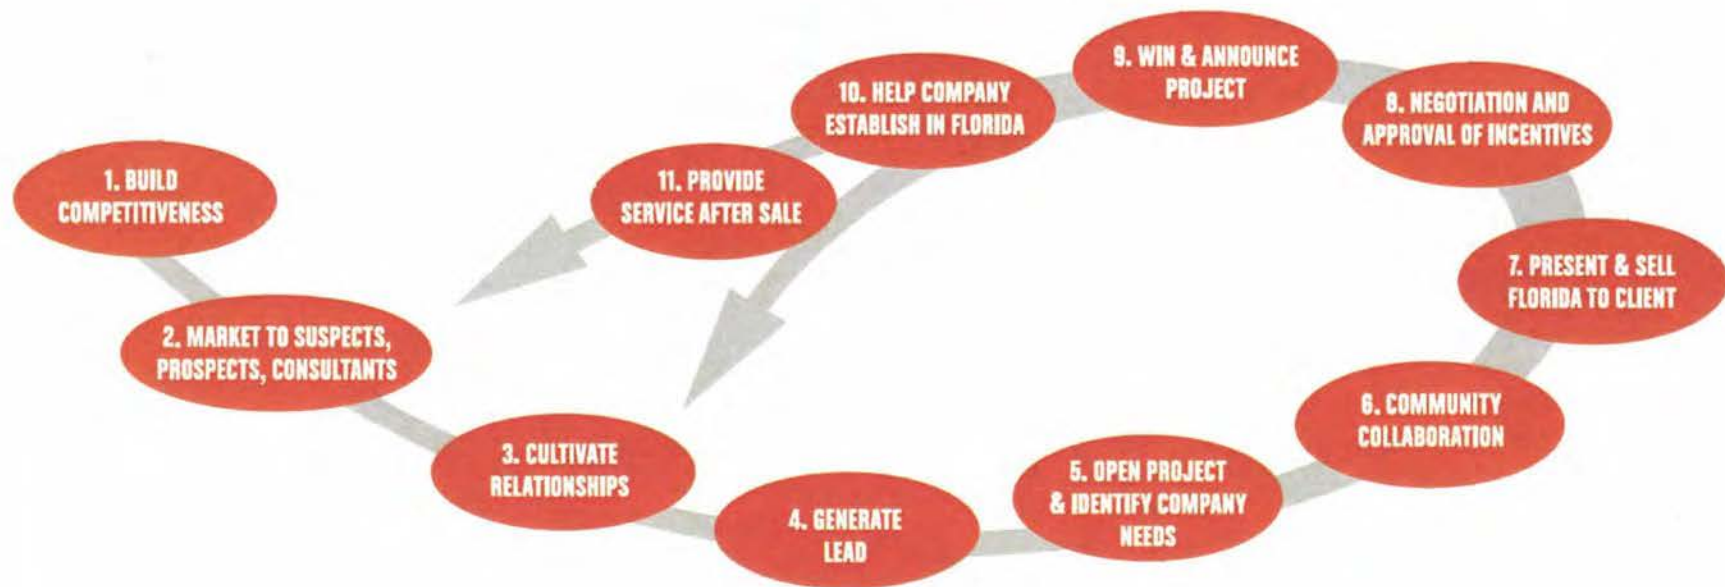 1. BUILD
COMPETITIVENESS
2. MARKET TO SUSPECTS,
PROSPECTS, CONSULTANTS
3. CULTIVATE
RELATIONSHIPS
4. GENERATE
LEAD
5. OPEN PROJECT
& IDENTIFY COMPANY
NEEDS
6. COMMUNITY
COLLABORATION
7. PRESENT & SELL
FLORIDA TO CLIENT
8. NEGOTIATION AND
APPROVAL OF INCENTIVES
9. WIN & ANNOUNCE
PROJECT
10. HELP COMPANY
ESTABLISH IN FLORIDA
11. PROVIDE
SERVICE AFTER SALE